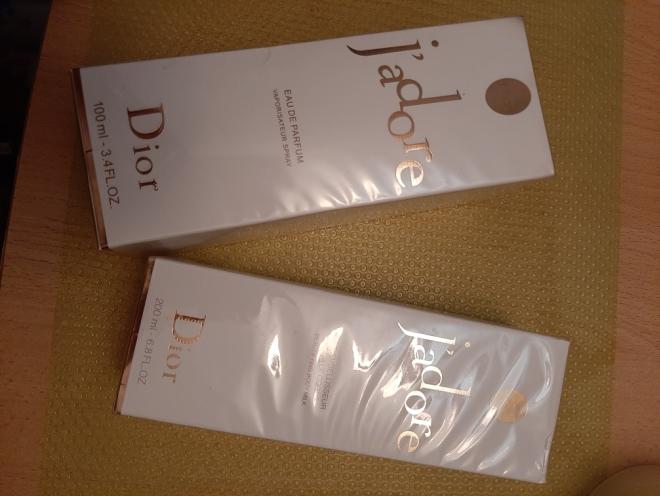 j'adore
EAU DE PARFUM
VAPORISATEUR SPRAY
Dior
100 ml - 3.4 FL.OZ.
j'adore
Dior
200 ml - 6.8 FL.OZ